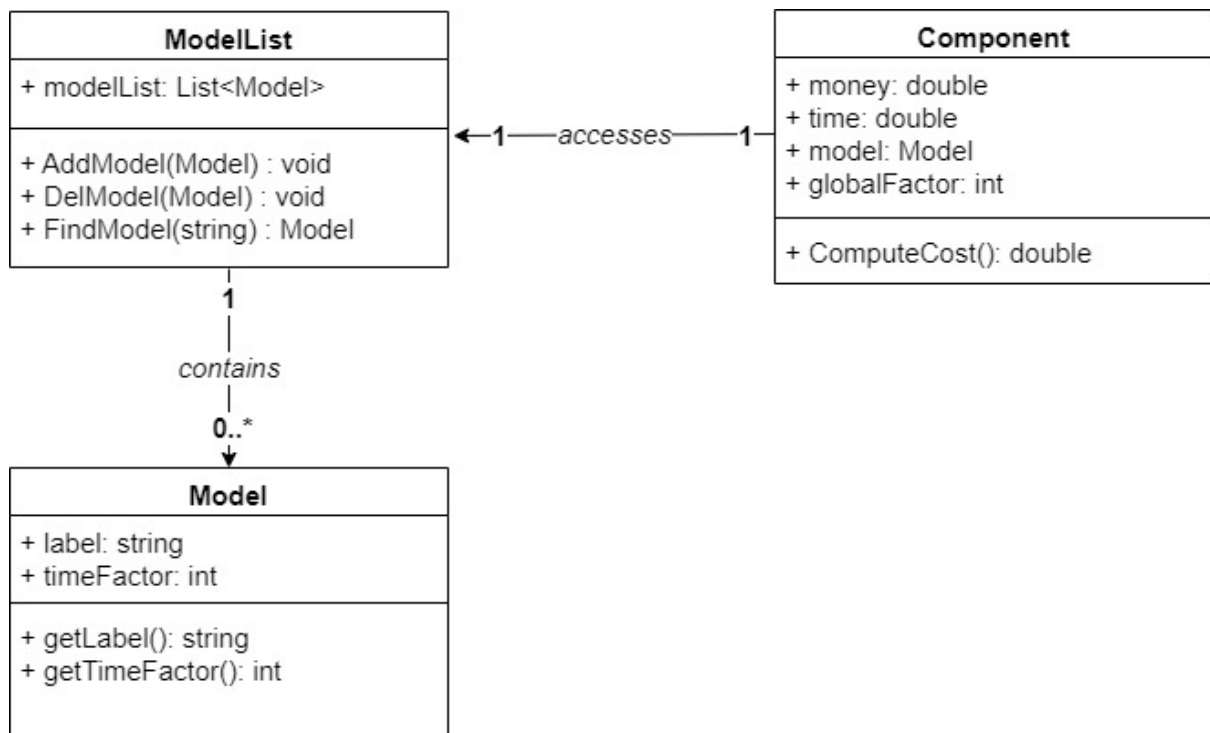 ModelList
+ modelList: List<Model>
+ AddModel(Model) : void
+ DelModel(Model) : void
+ FindModel(string) : Model
1 accesses 1
Component
+ money: double
+ time: double
+ model: Model
+ globalFactor: int
+ ComputeCost(): double
1
contains
0..*
Model
+ label: string
+ timeFactor: int
+ getLabel(): string
+ getTimeFactor(): int